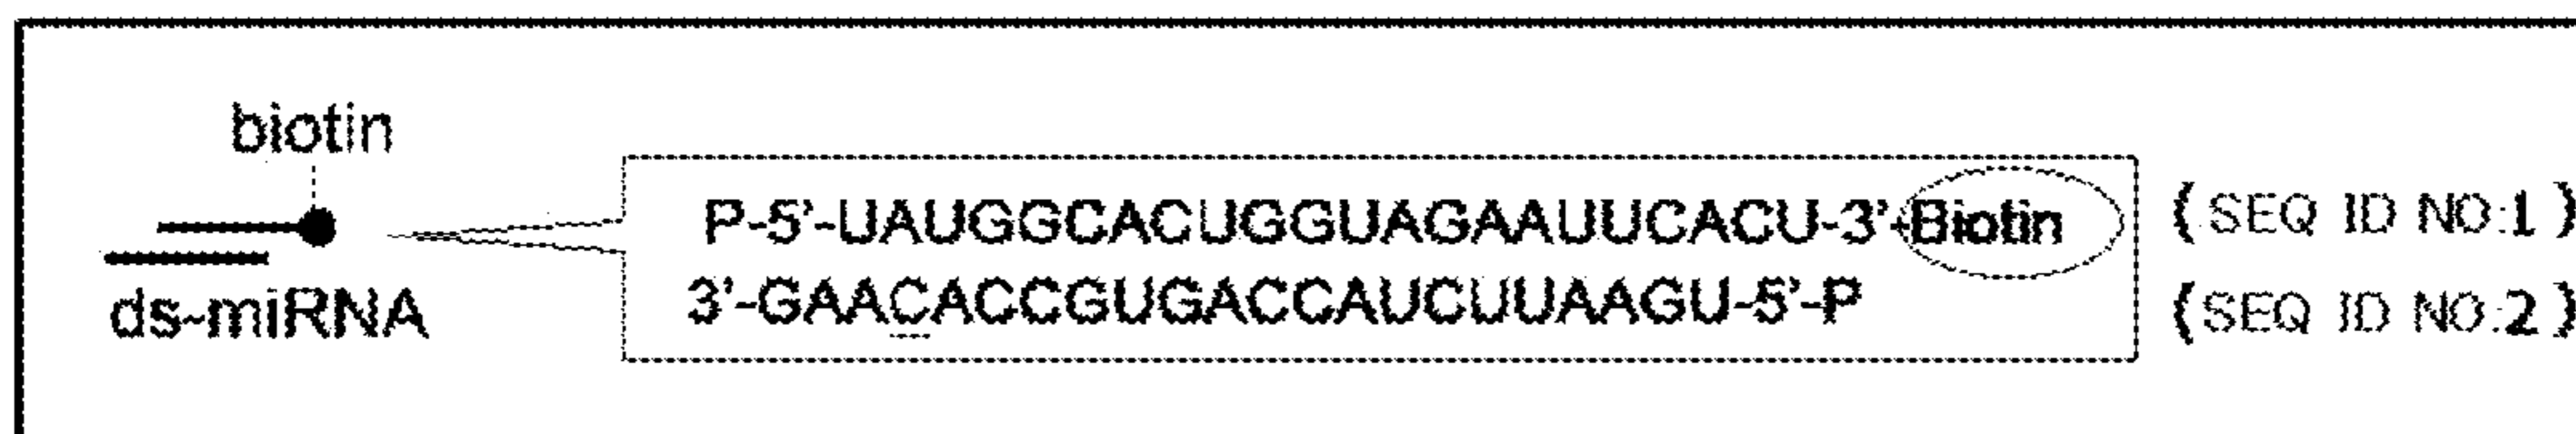 biotin
P-5'-UAUGGCACUGGUAGAAUUCACU-3'-Biotin (SEQ ID NO:1)
3'-GAACACCGUGACCAUCUUAAGU-5'-P (SEQ ID NO:2)
ds-miRNA